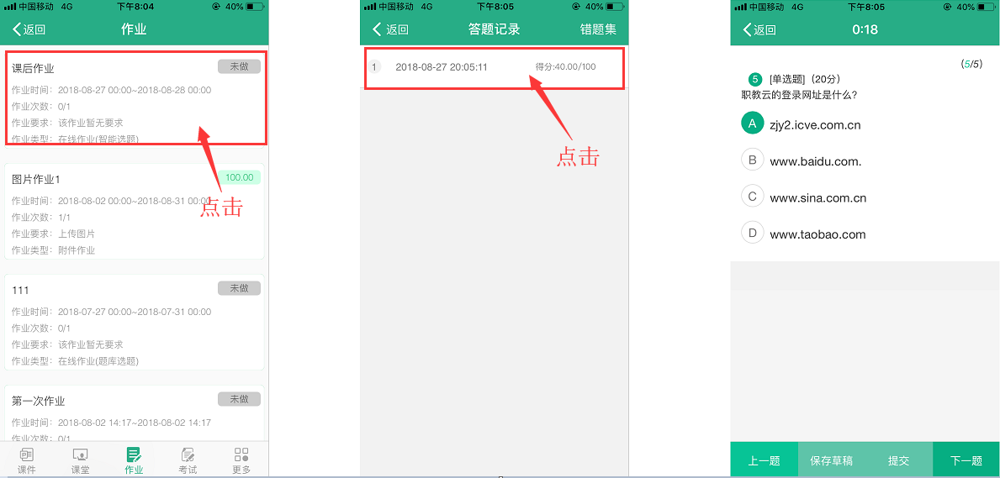 中国移动 4G 下午8:04 40%
返回 作业
课后作业 未做
作业时间：2018-08-27 00:00~2018-08-28 00:00
作业次数：0/1
作业要求：该作业暂无要求
作业类型：在线作业(智能选题)
图片作业1 100.00
作业时间：2018-08-02 00:00~2018-08-31 00:00
点击
作业次数：1/1
作业要求：上传图片
作业类型：附件作业
111 未做
作业时间：2018-07-27 00:00~2018-07-31 00:00
作业次数：0/1
作业要求：该作业暂无要求
作业类型：在线作业(题库选题)
第一次作业 未做
作业时间：2018-08-02 14:17~2018-08-02 14:17
作业次数：0/1
课件 课堂 作业 考试 更多
中国移动 4G 下午8:05 40%
返回 答题记录 错题集
1 2018-08-27 20:05:11 得分:40.00/100
点击
中国移动 4G 下午8:05 40%
返回 0:18
(5/5)
5 [单选题]（20分）
职教云的登录网址是什么?
A zjy2.icve.com.cn
B www.baidu.com.
C www.sina.com.cn
D www.taobao.com
上一题 保存草稿 提交 下一题